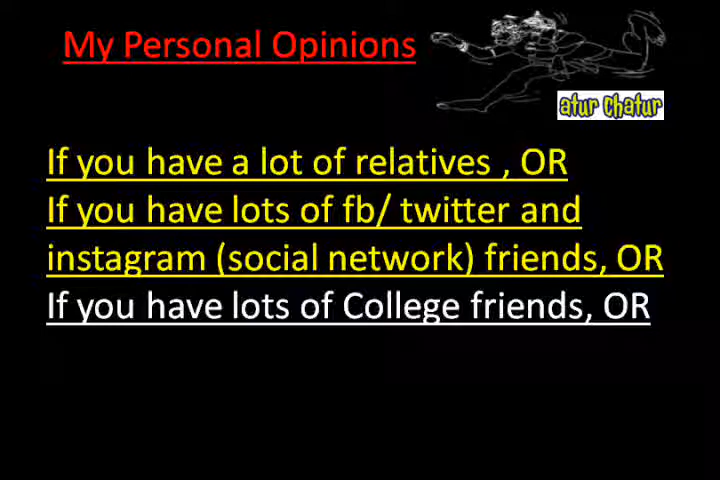 My Personal Opinions
atur chatur
If you have a lot of relatives , OR
If you have lots of fb/ twitter and
instagram (social network) friends, OR
If you have lots of College friends, OR